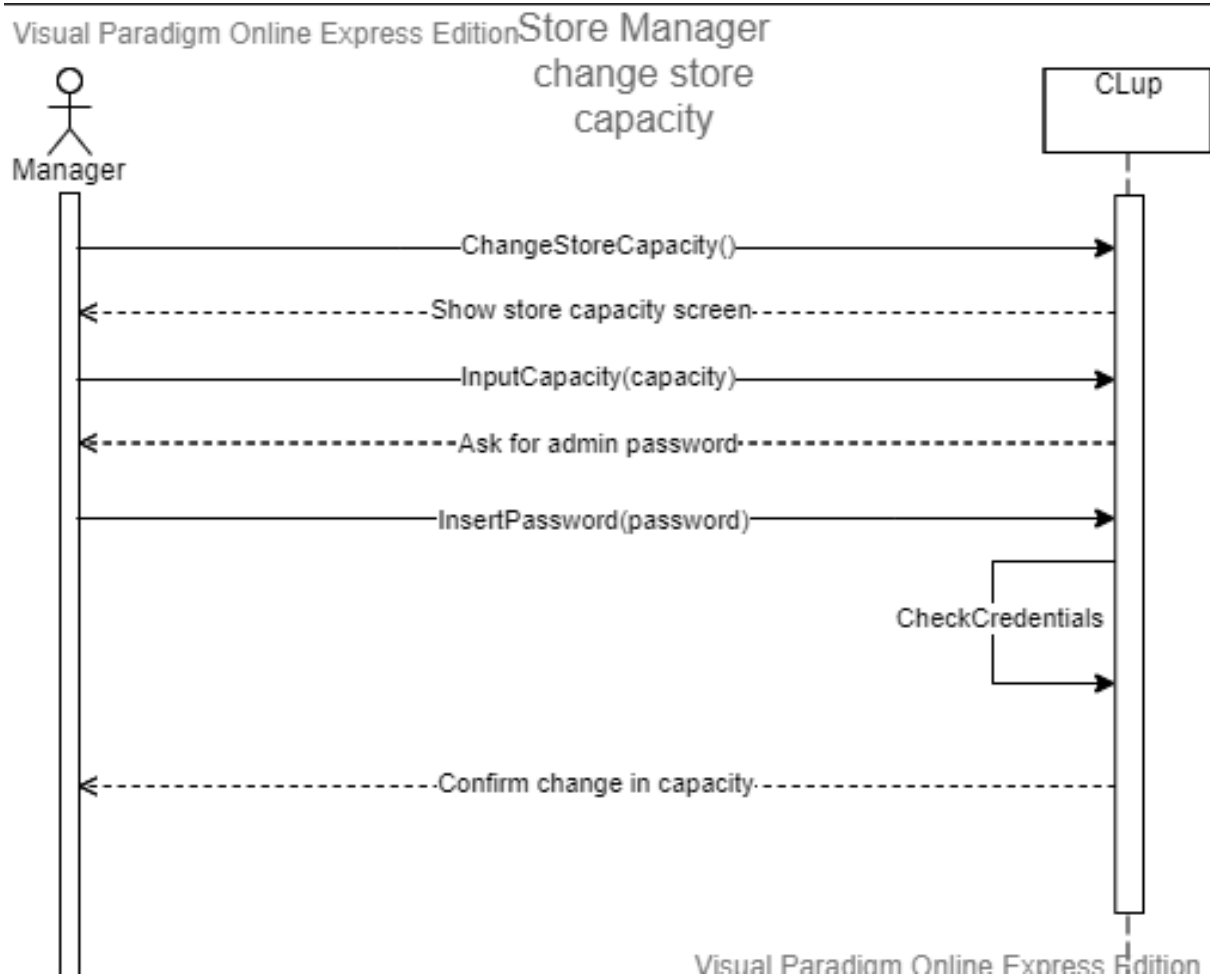 Visual Paradigm Online Express Edition
Store Manager
change store
capacity
CLup
Manager
ChangeStoreCapacity()
Show store capacity screen
InputCapacity(capacity)
Ask for admin password
InsertPassword(password)
CheckCredentials
Confirm change in capacity
Visual Paradigm Online Express Edition